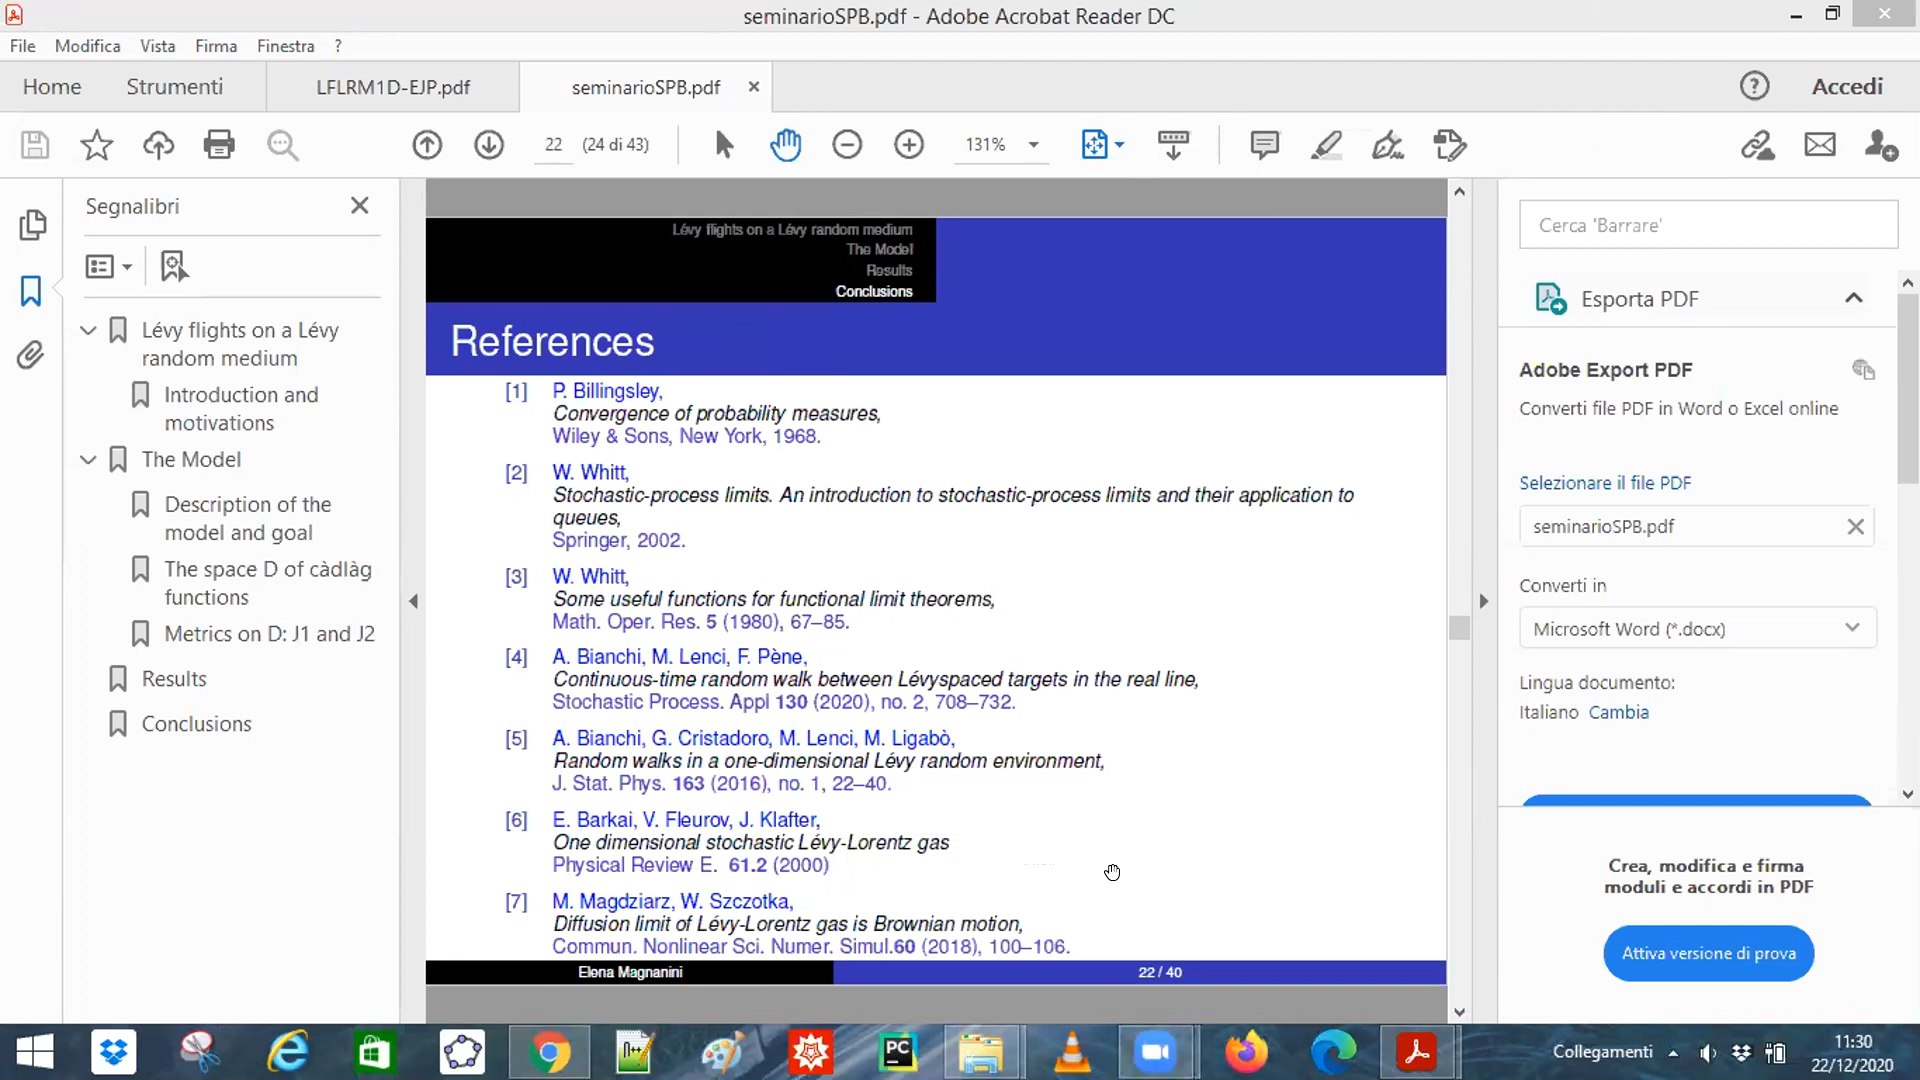 seminarioSPB.pdf - Adobe Acrobat Reader DC
File Modifica Vista Firma Finestra ?
Home Strumenti LFLRM1D-EJP.pdf seminarioSPB.pdf × Accedi
22 (24 di 43) 131%
Segnalibri
Lévy flights on a Lévy
random medium
Introduction and
motivations
The Model
Description of the
model and goal
The space D of càdlàg
functions
Metrics on D: J1 and J2
Results
Conclusions
Lévy flights on a Lévy random medium
The Model
Results
Conclusions
References
[1] P. Billingsley,
Convergence of probability measures,
Wiley & Sons, New York, 1968.
[2] W. Whitt,
Stochastic-process limits. An introduction to stochastic-process limits and their application to
queues,
Springer, 2002.
[3] W. Whitt,
Some useful functions for functional limit theorems,
Math. Oper. Res. 5 (1980), 67–85.
[4] A. Bianchi, M. Lenci, F. Pène,
Continuous-time random walk between Lévyspaced targets in the real line,
Stochastic Process. Appl 130 (2020), no. 2, 708–732.
[5] A. Bianchi, G. Cristadoro, M. Lenci, M. Ligabò,
Random walks in a one-dimensional Lévy random environment,
J. Stat. Phys. 163 (2016), no. 1, 22–40.
[6] E. Barkai, V. Fleurov, J. Klafter,
One dimensional stochastic Lévy-Lorentz gas
Physical Review E. 61.2 (2000)
[7] M. Magdziarz, W. Szczotka,
Diffusion limit of Lévy-Lorentz gas is Brownian motion,
Commun. Nonlinear Sci. Numer. Simul.60 (2018), 100–106.
Elena Magnanini 22 / 40
Cerca 'Barrare'
Esporta PDF
Adobe Export PDF
Converti file PDF in Word o Excel online
Selezionare il file PDF
seminarioSPB.pdf
Converti in
Microsoft Word (*.docx)
Lingua documento:
Italiano Cambia
Crea, modifica e firma
moduli e accordi in PDF
Attiva versione di prova
N++
PC
Collegamenti
11:30
22/12/2020